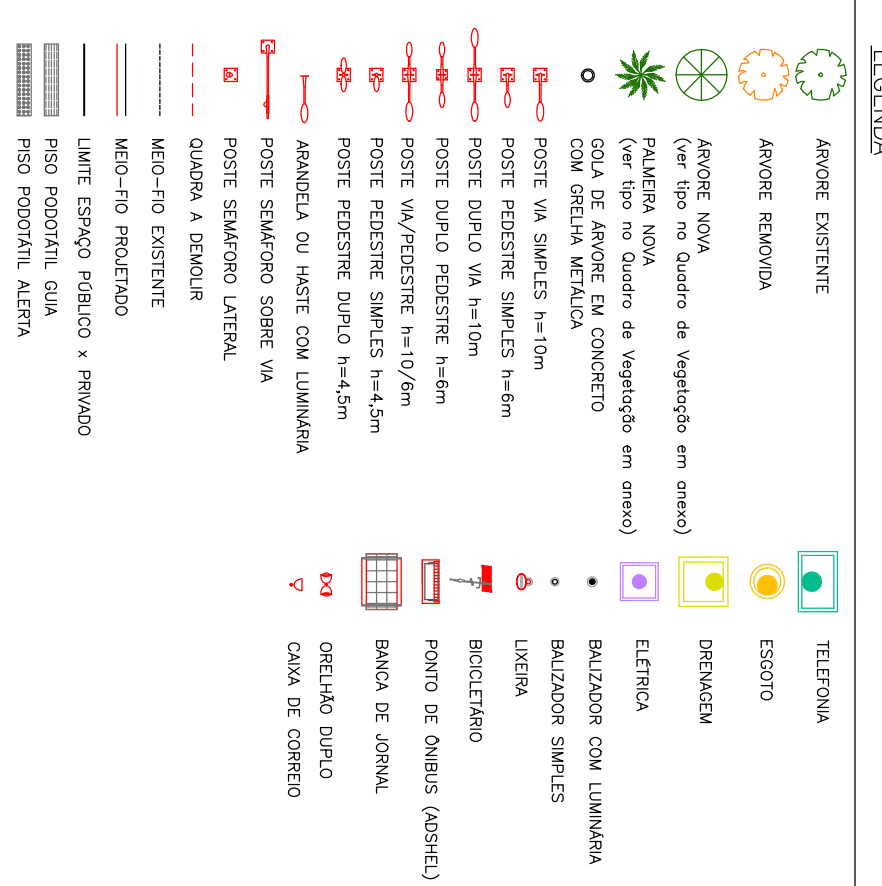 LEGENDA
ÁRVORE EXISTENTE
ÁRVORE REMOVIDA
ÁRVORE NOVA
(ver tipo no Quadro de Vegetação em anexo)
PALMEIRA NOVA
(ver tipo no Quadro de Vegetação em anexo)
GOLA DE ÁRVORE EM CONCRETO
COM GRELHA METÁLICA
POSTE VIA SIMPLES h=10m
POSTE PEDESTRE SIMPLES h=6m
POSTE DUPLO VIA h=10m
POSTE DUPLO PEDESTRE h=6m
POSTE VIA/PEDESTRE h=10/6m
POSTE PEDESTRE SIMPLES h=4,5m
POSTE PEDESTRE DUPLO h=4,5m
ARANDELA OU HASTE COM LUMINÁRIA
POSTE SEMÁFORO SOBRE VIA
POSTE SEMÁFORO LATERAL
QUADRA A DEMOLIR
MEIO-FIO EXISTENTE
MEIO-FIO PROJETADO
LIMITE ESPAÇO PÚBLICO x PRIVADO
PISO PODOTÁTIL GUIA
PISO PODOTÁTIL ALERTA
TELEFONIA
ESGOTO
DRENAGEM
ELÉTRICA
BALIZADOR COM LUMINÁRIA
BALIZADOR SIMPLES
LIXEIRA
BICICLETÁRIO
PONTO DE ÔNIBUS (ADSHEL)
BANCA DE JORNAL
ORELHÃO DUPLO
CAIXA DE CORREIO